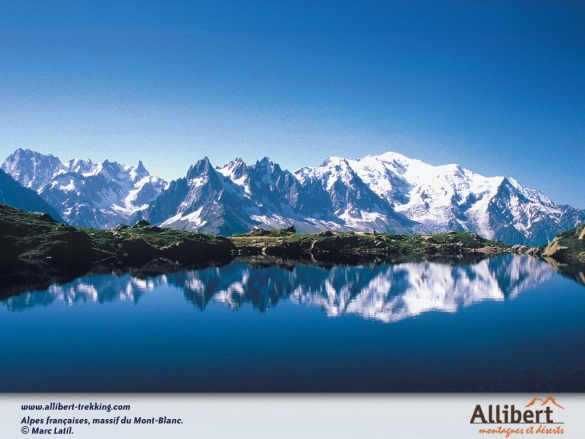 www.allibert-trekking.com
Alpes françaises, massif du Mont-Blanc.
© Marc Latil.
Allibert
montagnes et déserts